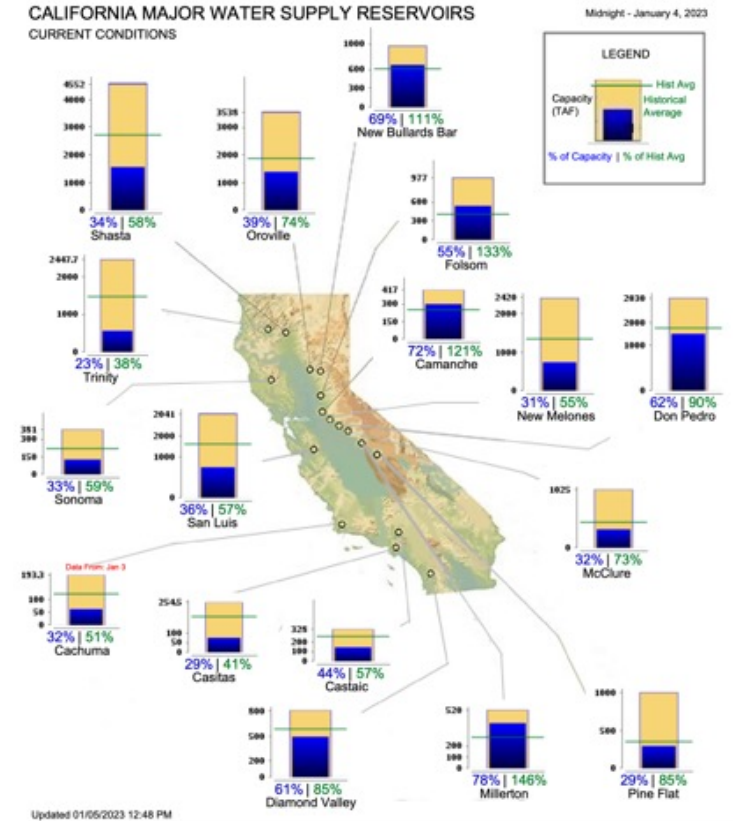 CALIFORNIA MAJOR WATER SUPPLY RESERVOIRS
Midnight - January 4, 2023
CURRENT CONDITIONS
LEGEND
Capacity
(TAF)
Hist Avg
Historical
Average
% of Capacity | % of Hist Avg
1000
600
300
0
69% | 111%
New Bullards Bar
4552
4000
3000
2000
1000
0
34% | 58%
Shasta
3538
3000
2000
1000
0
39% | 74%
Oroville
977
600
300
0
55% | 133%
Folsom
2447.7
2000
1000
0
23% | 38%
Trinity
417
300
150
0
72% | 121%
Camanche
2420
2000
1000
0
31% | 55%
New Melones
2030
1000
0
62% | 90%
Don Pedro
381
300
150
0
33% | 59%
Sonoma
2041
2000
1000
0
36% | 57%
San Luis
1025
0
32% | 73%
McClure
Data From: Jan 3
193.3
100
50
0
32% | 51%
Cachuma
254.5
100
50
0
29% | 41%
Casitas
325
200
100
0
44% | 57%
Castaic
800
500
200
0
61% | 85%
Diamond Valley
520
200
100
0
78% | 146%
Millerton
1000
500
0
29% | 85%
Pine Flat
Updated 01/05/2023 12:48 PM